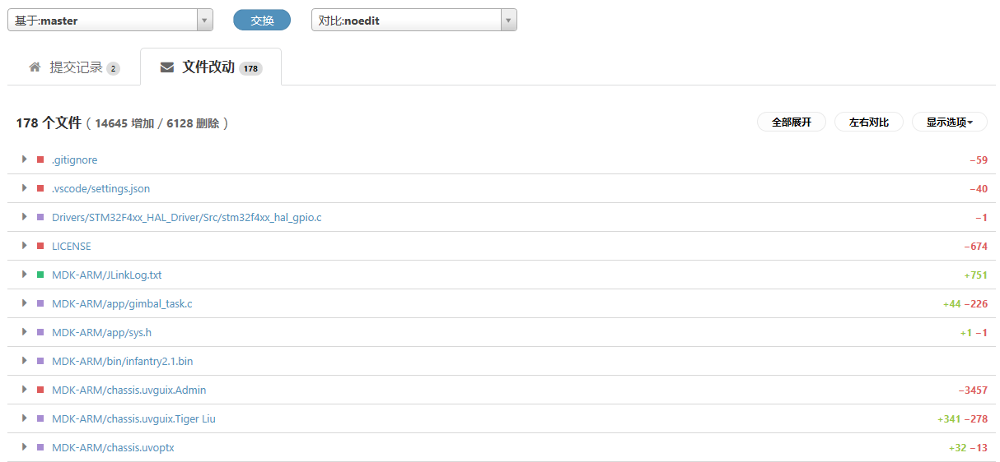 基于:master 交换 对比:noedit
提交记录 2 文件改动 178
178 个文件 ( 14645 增加 / 6128 删除 ) 全部展开 左右对比 显示选项
.gitignore −59
.vscode/settings.json −40
Drivers/STM32F4xx_HAL_Driver/Src/stm32f4xx_hal_gpio.c −1
LICENSE −674
MDK-ARM/JLinkLog.txt +751
MDK-ARM/app/gimbal_task.c +44 −226
MDK-ARM/app/sys.h +1 −1
MDK-ARM/bin/infantry2.1.bin
MDK-ARM/chassis.uvguix.Admin −3457
MDK-ARM/chassis.uvguix.Tiger Liu +341 −278
MDK-ARM/chassis.uvoptx +32 −13